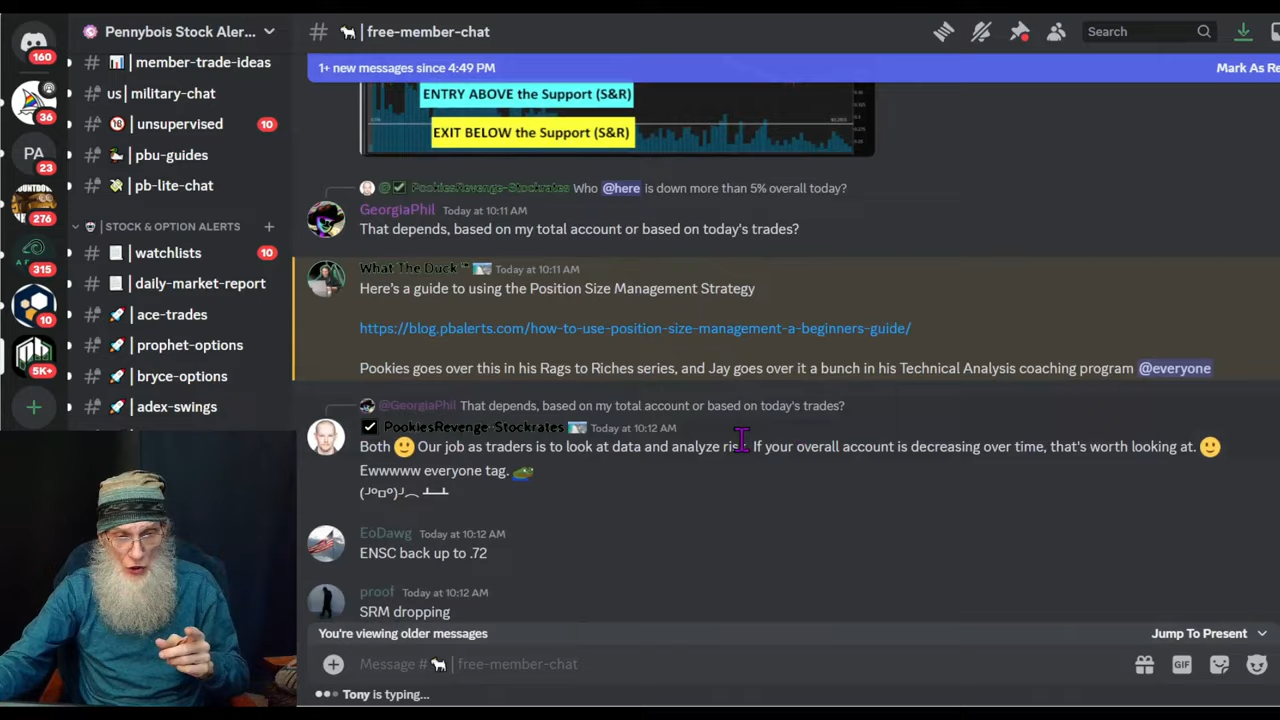 Pennybois Stock Aler...
160
member-trade-ideas
us | military-chat
36
unsupervised
10
PA
23
pbu-guides
pb-lite-chat
276
STOCK & OPTION ALERTS
watchlists
10
315
daily-market-report
ace-trades
10
prophet-options
5K+
bryce-options
adex-swings
# | free-member-chat
Search
1+ new messages since 4:49 PM
Mark As Re
ENTRY ABOVE the Support (S&R)
EXIT BELOW the Support (S&R)
@ PookiesRevenge-Stockrates Who @here is down more than 5% overall today?
GeorgiaPhil Today at 10:11 AM
That depends, based on my total account or based on today's trades?
What The Duck ™ Today at 10:11 AM
Here's a guide to using the Position Size Management Strategy
https://blog.pbalerts.com/how-to-use-position-size-management-a-beginners-guide/
Pookies goes over this in his Rags to Riches series, and Jay goes over it a bunch in his Technical Analysis coaching program @everyone
@GeorgiaPhil That depends, based on my total account or based on today's trades?
PookiesRevenge-Stockrates Today at 10:12 AM
Both 🙂 Our job as traders is to look at data and analyze risk. If your overall account is decreasing over time, that's worth looking at. 🙂
Ewwwww everyone tag.
(╯°□°)╯︵ ┻━┻
EoDawg Today at 10:12 AM
ENSC back up to .72
proof Today at 10:12 AM
SRM dropping
You're viewing older messages
Jump To Present
Message # | free-member-chat
GIF
Tony is typing...